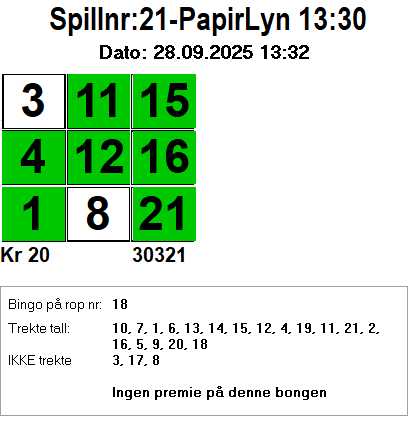 Spillnr:21-PapirLyn 13:30
Dato: 28.09.2025 13:32
3 11 15
4 12 16
1 8 21
Kr 20 30321
Bingo på rop nr: 18
Trekte tall: 10, 7, 1, 6, 13, 14, 15, 12, 4, 19, 11, 21, 2,
16, 5, 9, 20, 18
IKKE trekte 3, 17, 8
Ingen premie på denne bongen